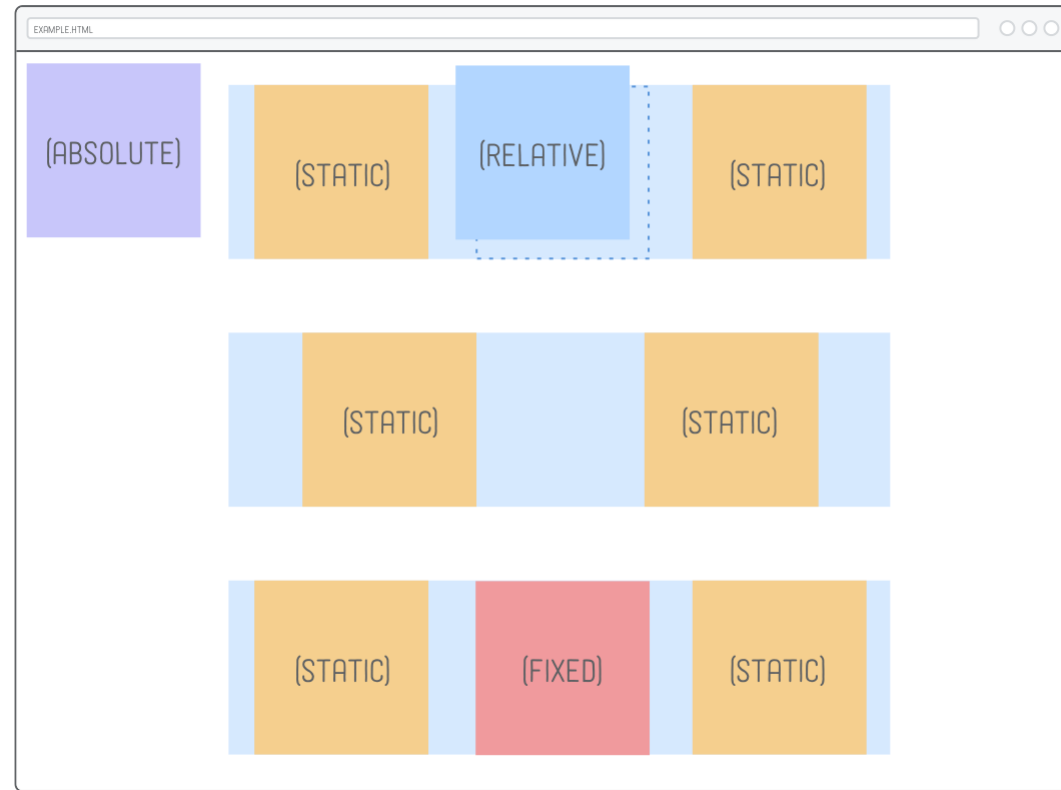 EXAMPLE.HTML
(ABSOLUTE)
(STATIC)
(RELATIVE)
(STATIC)
(STATIC)
(STATIC)
(STATIC)
(FIXED)
(STATIC)